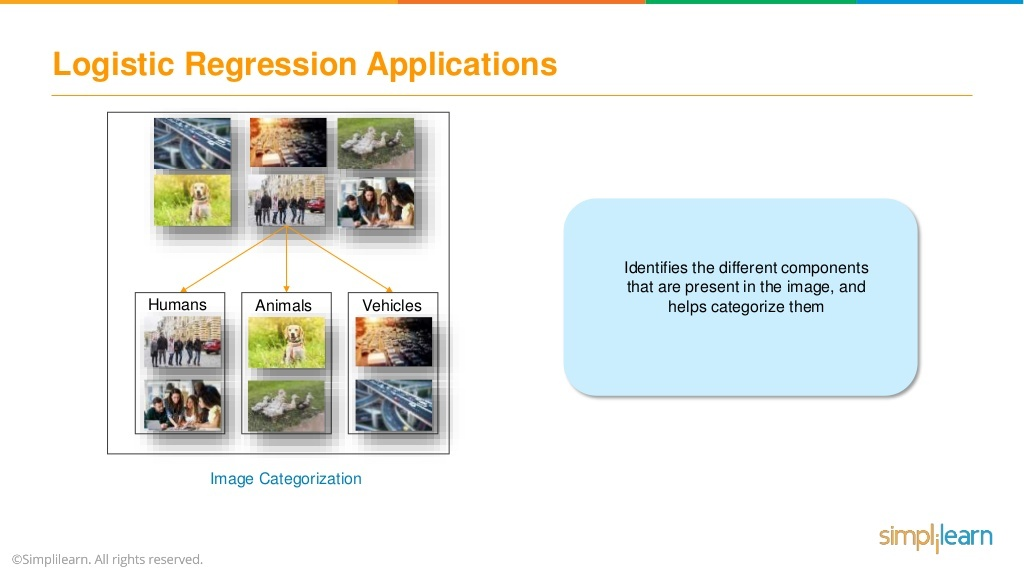 Logistic Regression Applications
Humans
Animals
Vehicles
Image Categorization
Identifies the different components
that are present in the image, and
helps categorize them
simplilearn
©Simplilearn. All rights reserved.